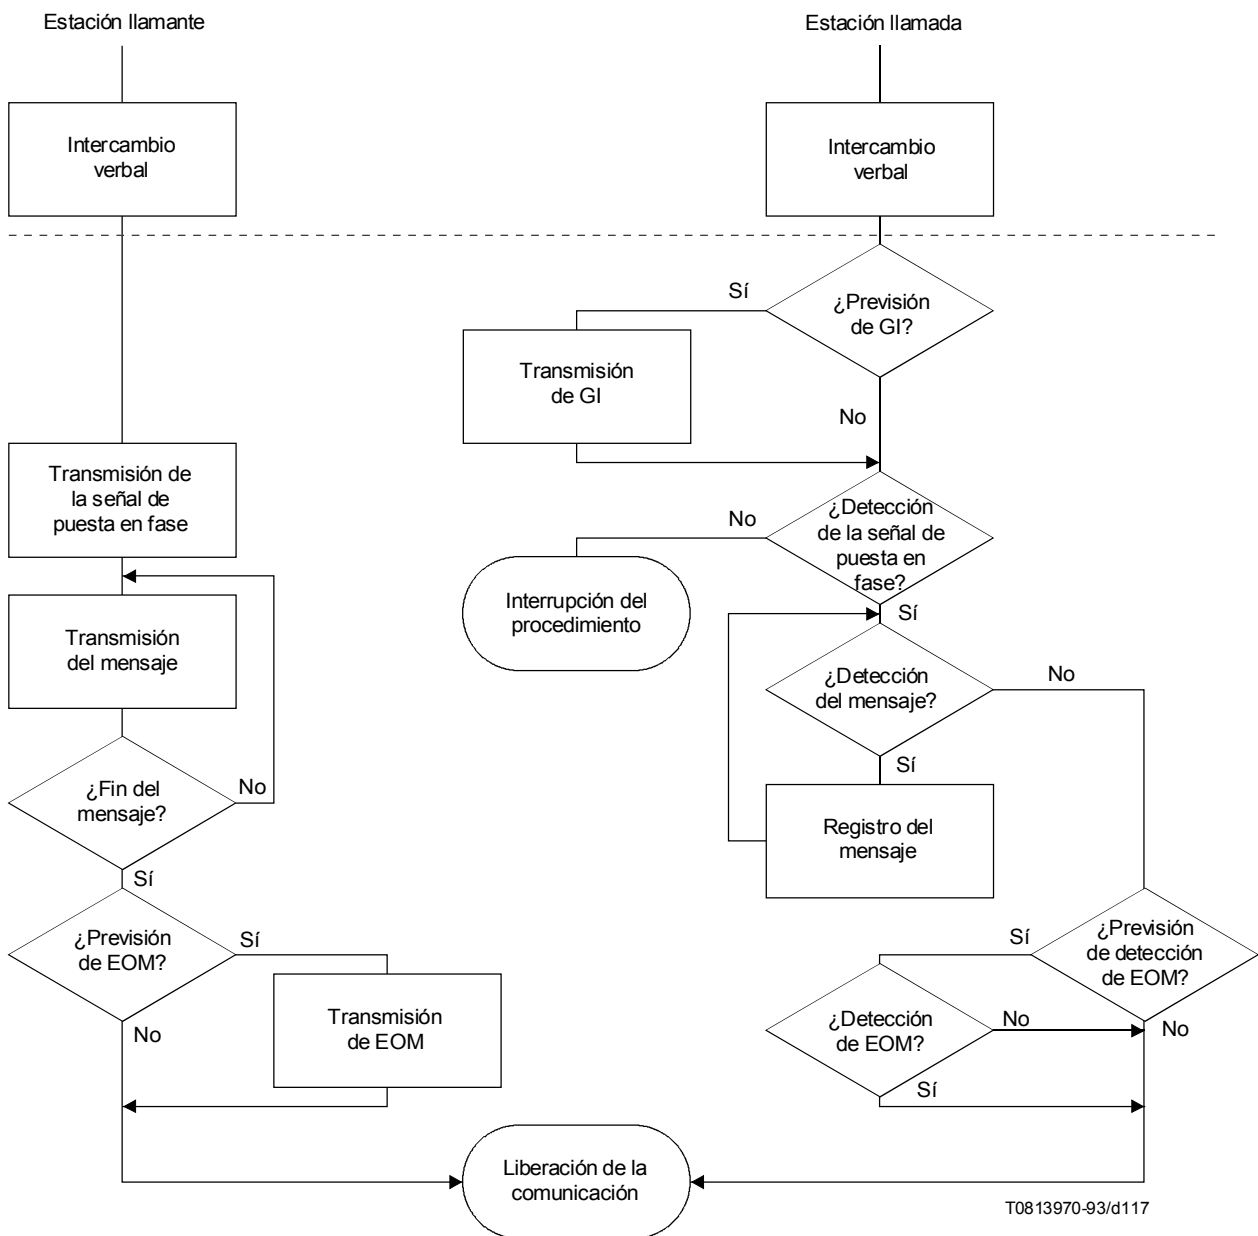 Estación llamante
Estación llamada
Intercambio
verbal
Intercambio
verbal
¿Previsión
de GI?
Sí
Transmisión
de GI
No
Transmisión de
la señal de
puesta en fase
¿Detección
de la señal de
puesta en
fase?
No
Interrupción del
procedimiento
Sí
Transmisión
del mensaje
¿Detección
del mensaje?
No
Sí
¿Fin del
mensaje?
No
Registro del
mensaje
Sí
¿Previsión
de EOM?
Sí
Transmisión
de EOM
No
¿Previsión
de detección
de EOM?
Sí
¿Detección
de EOM?
No
No
Sí
Liberación de la
comunicación
T0813970-93/d117